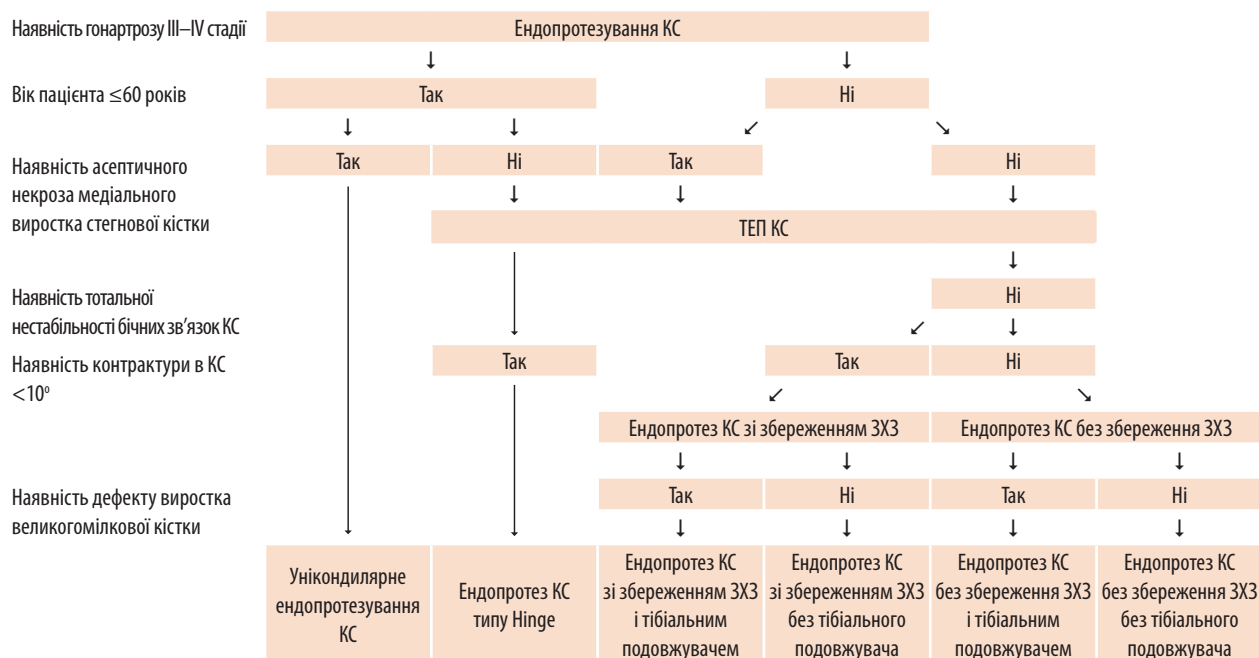 Наявність гонартрозу III–IV стадії
Ендопротезування КС
Вік пацієнта ≤60 років
Так
Ні
Наявність асептичного
некроза медіального
виростка стегнової кістки
Так
Ні
Так
Ні
ТЕП КС
Наявність тотальної
нестабільності бічних зв’язок КС
Ні
Наявність контрактури в КС
<10º
Так
Так
Ні
Ендопротез КС зі збереженням ЗХЗ
Ендопротез КС без збереження ЗХЗ
Наявність дефекту виростка
великогомілкової кістки
Так
Ні
Так
Ні
Унікондилярне
ендопротезування
КС
Ендопротез КС
типу Hinge
Ендопротез КС
зі збереженням ЗХЗ
і тібіальним
подовжувачем
Ендопротез КС
зі збереженням ЗХЗ
без тібіального
подовжувача
Ендопротез КС
без збереження ЗХЗ
і тібіальним
подовжувачем
Ендопротез КС
без збереження ЗХЗ
без тібіального
подовжувача